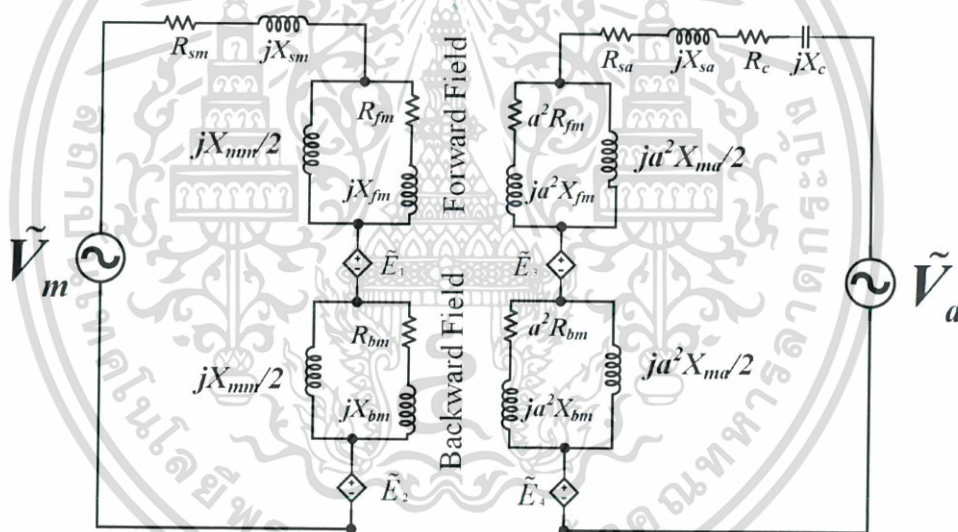 R_sm
jX_sm
jX_mm/2
R_fm
jX_fm
Ẽ_1
jX_mm/2
R_bm
jX_bm
Ẽ_2
Ṽ_m
Forward Field
Backward Field
R_sa
jX_sa
R_c
jX_c
a²R_fm
ja²X_fm
ja²X_ma/2
Ẽ_3
a²R_bm
ja²X_bm
ja²X_ma/2
Ẽ_4
Ṽ_a